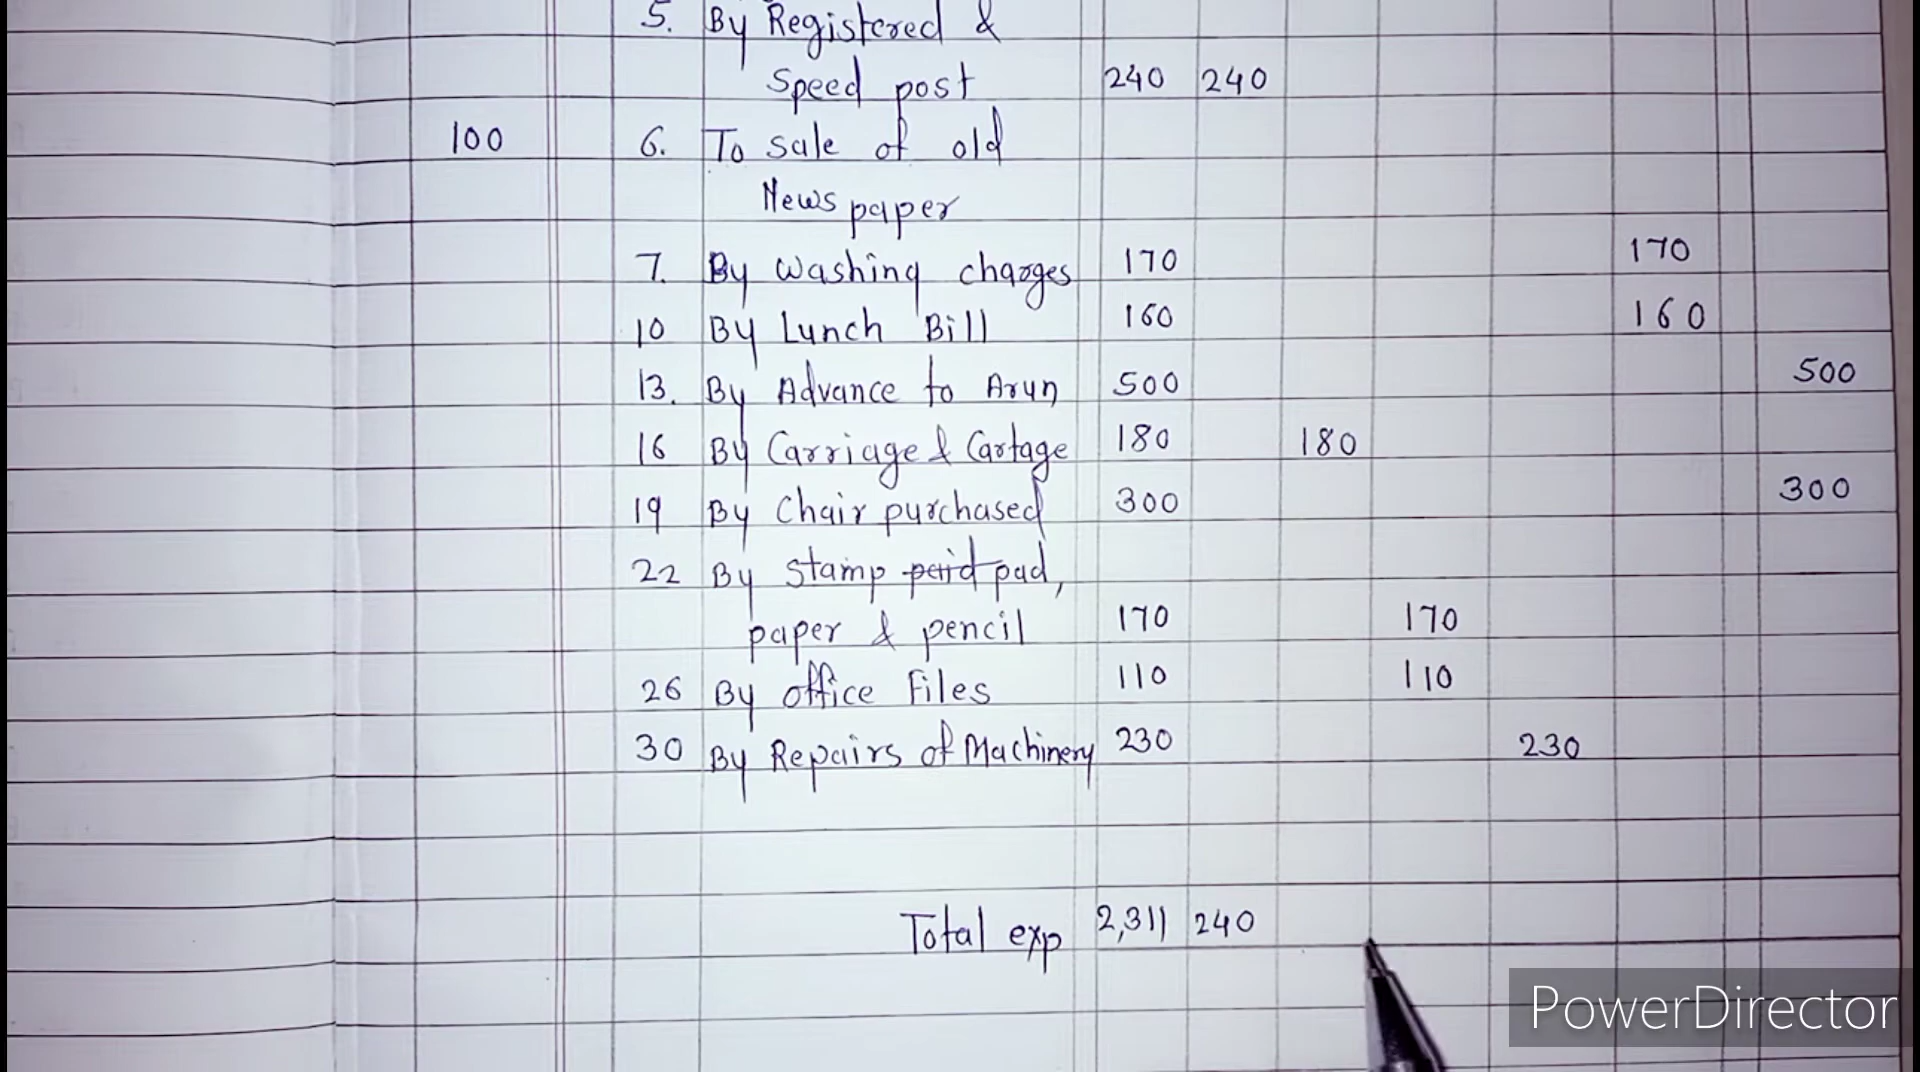 5. By Registered &
Speed post 240 240
100 6. To sale of old
News paper
7. By washing charges 170 170
10 By Lunch Bill 160 160
13. By Advance to Arun 500 500
16 By Carriage & Cartage 180 180
19 By Chair purchased 300 300
22 By Stamp paid pad,
paper & pencil 170 170
26 By office Files 110 110
30 By Repairs of Machinery 230 230
Total exp 2,311 240
PowerDirector